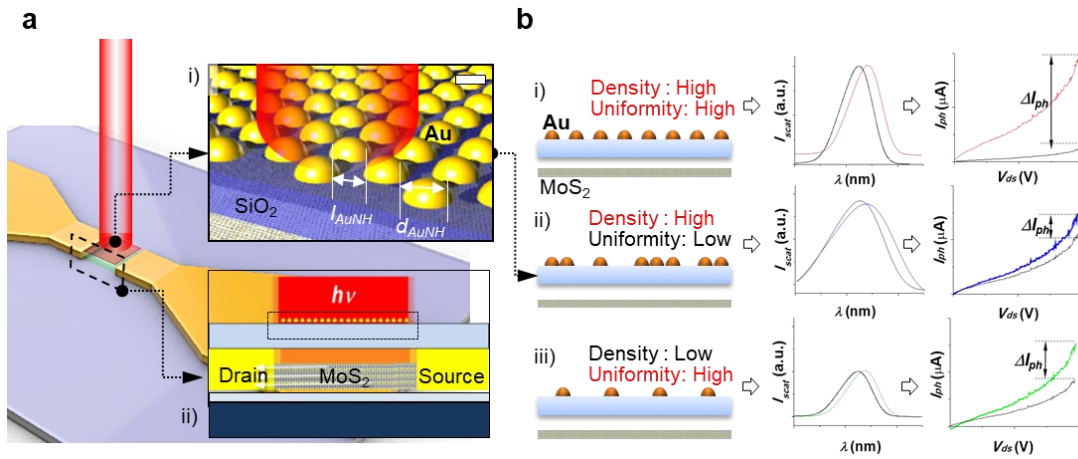 a
i)
Au
SiO2
lAuNH
dAuNH
hν
Drain
MoS2
Source
ii)
b
i)
Density : High
Uniformity: High
Au
MoS2
Iscat (a.u.)
λ (nm)
Iph (μA)
ΔIph
Vds (V)
ii)
Density : High
Uniformity: Low
Iscat (a.u.)
λ (nm)
Iph (μA)
ΔIph
Vds (V)
iii)
Density : Low
Uniformity: High
Iscat (a.u.)
λ (nm)
Iph (μA)
ΔIph
Vds (V)